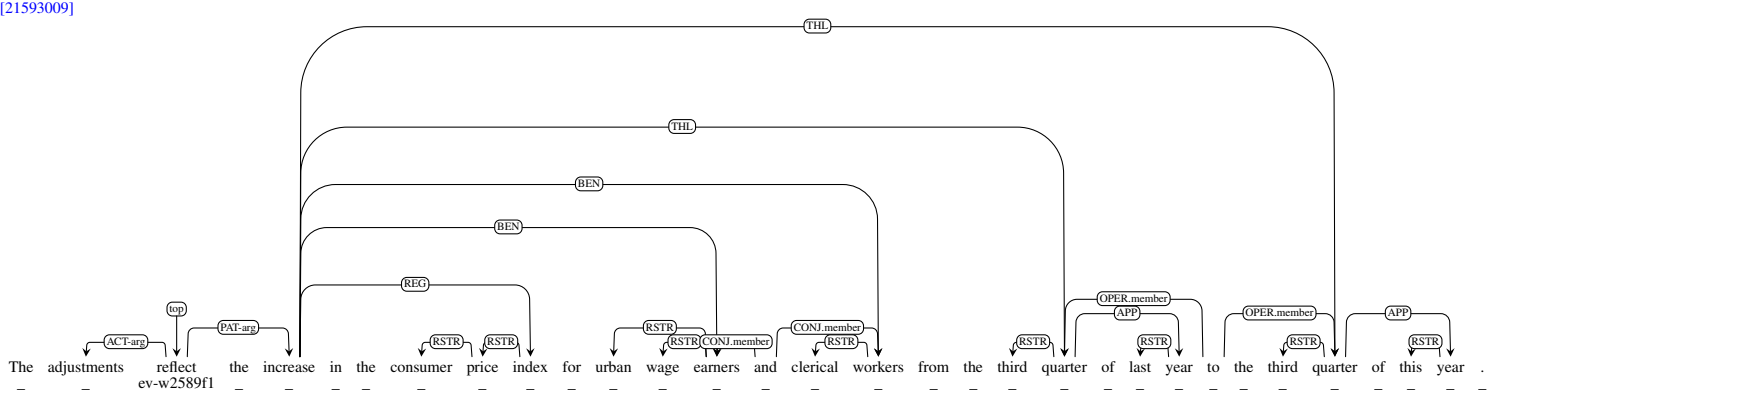 [21593009]
THL
THL
BEN
BEN
REG
top
OPER.member
APP OPER.member APP
PAT-arg RSTR CONJ.member
ACT-arg RSTR RSTR RSTR CONJ.member RSTR RSTR RSTR RSTR RSTR
The adjustments reflect the increase in the consumer price index for urban wage earners and clerical workers from the third quarter of last year to the third quarter of this year .
_ _ ev-w2589f1 _ _ _ _ _ _ _ _ _ _ _ _ _ _ _ _ _ _ _ _ _ _ _ _ _ _ _ _ _